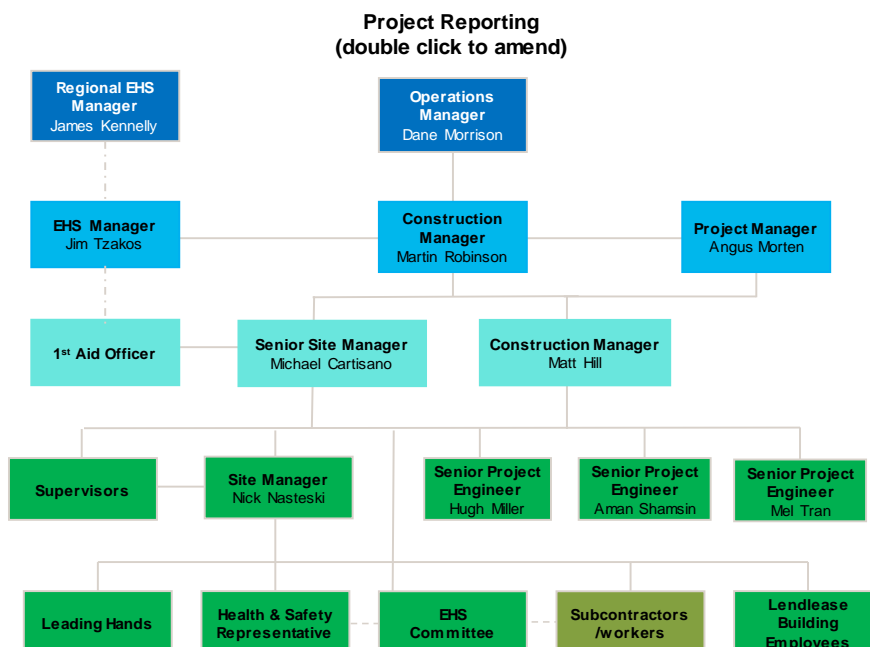 Project Reporting
(double click to amend)
Regional EHS
Manager
James Kennelly
Operations
Manager
Dane Morrison
EHS Manager
Jim Tzakos
Construction
Manager
Martin Robinson
Project Manager
Angus Morten
1st Aid Officer
Senior Site Manager
Michael Cartisano
Construction Manager
Matt Hill
Supervisors
Site Manager
Nick Nasteski
Senior Project
Engineer
Hugh Miller
Senior Project
Engineer
Aman Shamsin
Senior Project
Engineer
Mel Tran
Leading Hands
Health & Safety
Representative
EHS
Committee
Subcontractors
/workers
Lendlease
Building
Employees